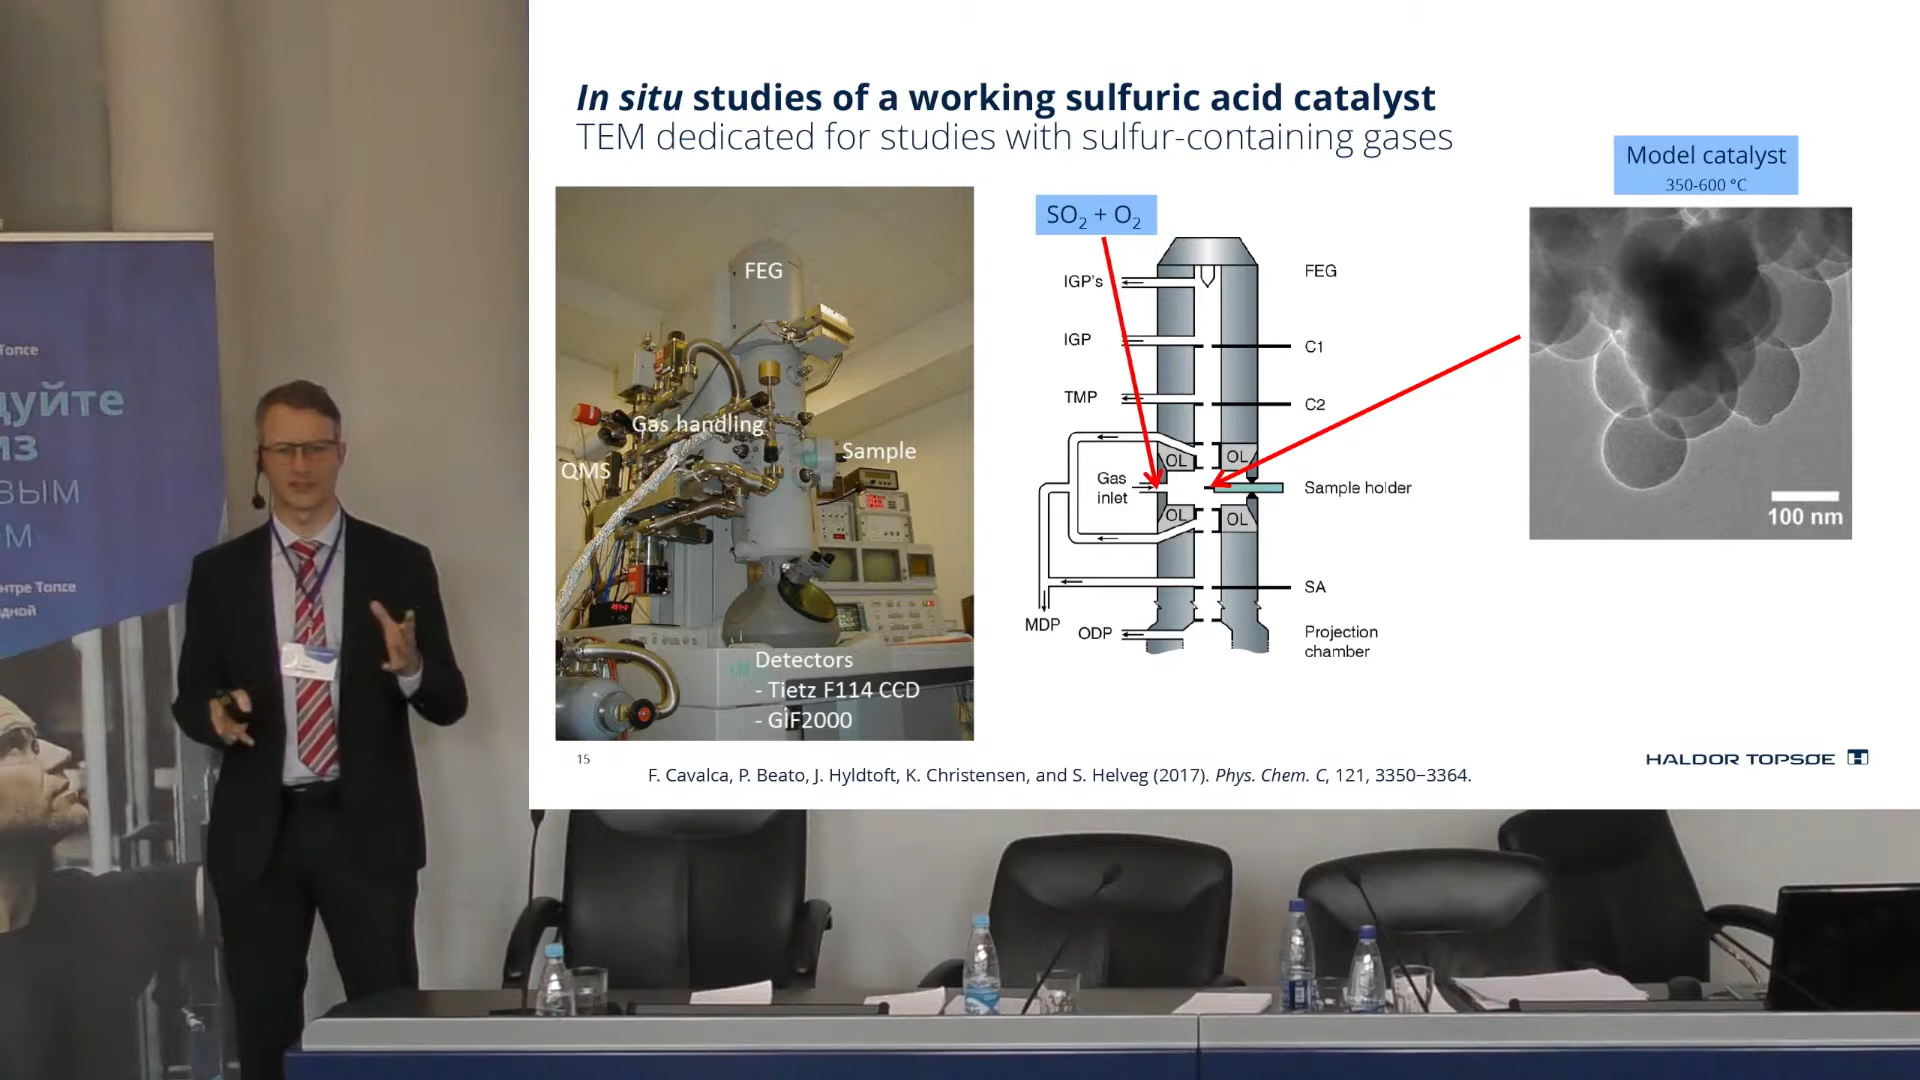 In situ studies of a working sulfuric acid catalyst
TEM dedicated for studies with sulfur-containing gases
Model catalyst
350-600 °C
SO₂ + O₂
FEG
Gas handling
QMS
Sample
Detectors
- Tietz F114 CCD
- GIF2000
IGP's
FEG
IGP
C1
TMP
C2
OL
OL
Gas
inlet
Sample holder
OL
OL
SA
MDP
ODP
Projection
chamber
100 nm
15
F. Cavalca, P. Beato, J. Hyldtoft, K. Christensen, and S. Helveg (2017). Phys. Chem. C, 121, 3350−3364.
HALDOR TOPSØE
Топсе
дуйте
из
вым
ом
нтре Топсе
дной